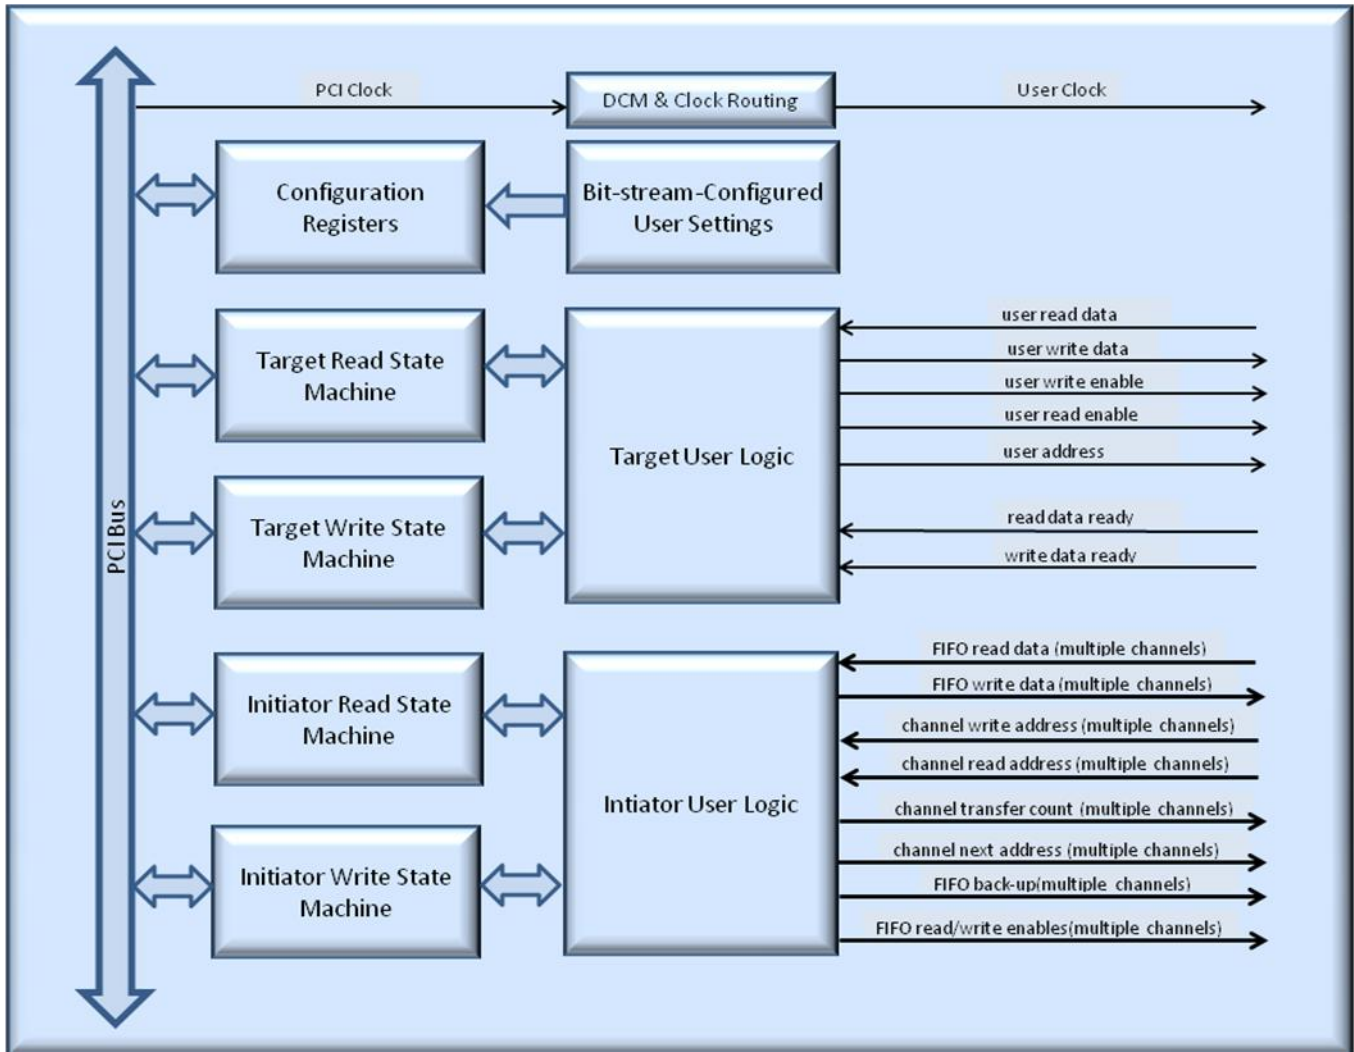 PCI Clock
DCM & Clock Routing
User Clock
Configuration
Registers
Bit-stream-Configured
User Settings
PCI Bus
Target Read State
Machine
Target Write State
Machine
Target User Logic
user read data
user write data
user write enable
user read enable
user address
read data ready
write data ready
Initiator Read State
Machine
Initiator Write State
Machine
Intiator User Logic
FIFO read data (multiple channels)
FIFO write data (multiple channels)
channel write address (multiple channels)
channel read address (multiple channels)
channel transfer count (multiple channels)
channel next address (multiple channels)
FIFO back-up(multiple channels)
FIFO read/write enables(multiple channels)